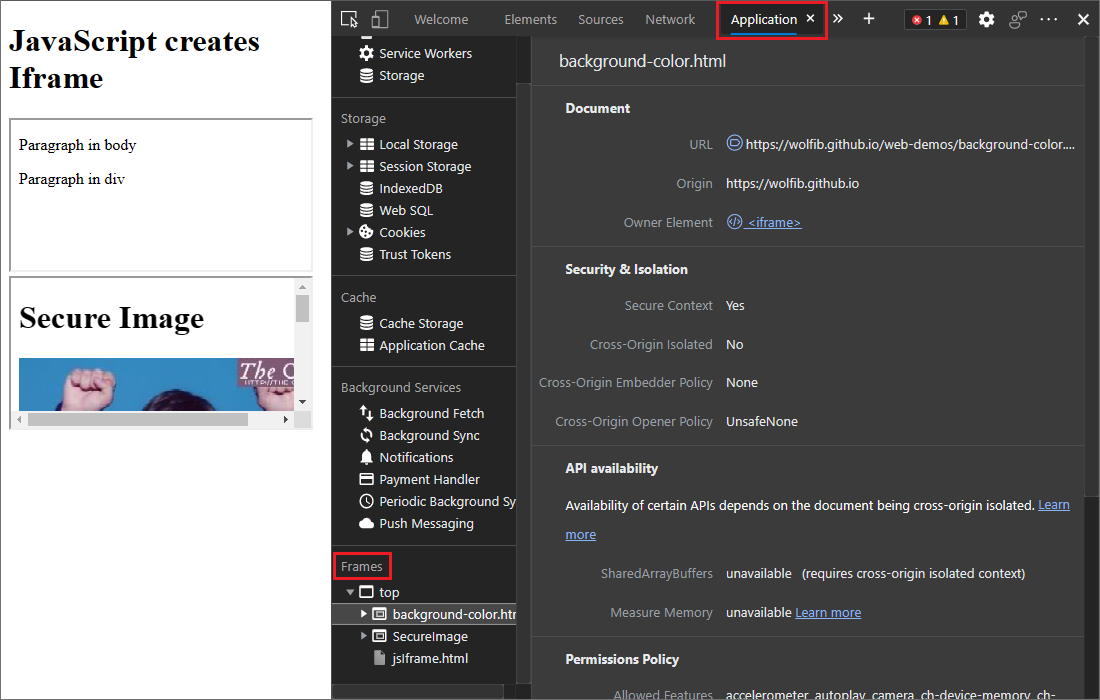 JavaScript creates
Iframe
Paragraph in body
Paragraph in div
Secure Image
The O
HTTP://THE
Welcome
Elements
Sources
Network
Application
1
1
Service Workers
Storage
Storage
Local Storage
Session Storage
IndexedDB
Web SQL
Cookies
Trust Tokens
Cache
Cache Storage
Application Cache
Background Services
Background Fetch
Background Sync
Notifications
Payment Handler
Periodic Background Sy
Push Messaging
Frames
top
background-color.htm
SecureImage
jsIframe.html
background-color.html
Document
URL https://wolfib.github.io/web-demos/background-color....
Origin https://wolfib.github.io
Owner Element <iframe>
Security & Isolation
Secure Context Yes
Cross-Origin Isolated No
Cross-Origin Embedder Policy None
Cross-Origin Opener Policy UnsafeNone
API availability
Availability of certain APIs depends on the document being cross-origin isolated. Learn
more
SharedArrayBuffers unavailable (requires cross-origin isolated context)
Measure Memory unavailable Learn more
Permissions Policy
Allowed Features accelerometer, autoplay, camera, ch-device-memory, ch-